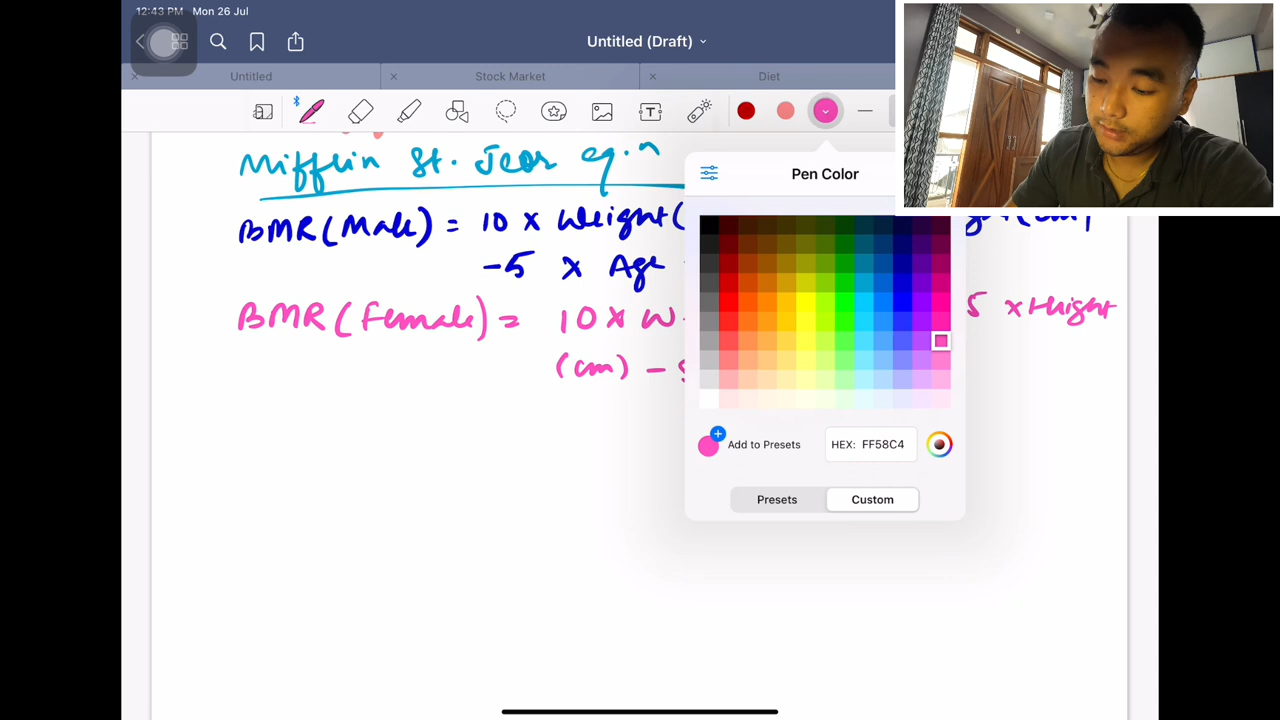 12:43 PM Mon 26 Jul
Untitled (Draft)
Untitled
Stock Market
Diet
Mifflin St. Jeor eq.n
BMR (Male) = 10 x Weight (
- 5 x Age
BMR (Female) = 10 x W 5 x Height
(cm) -
Pen Color
Add to Presets
HEX: FF58C4
Presets
Custom